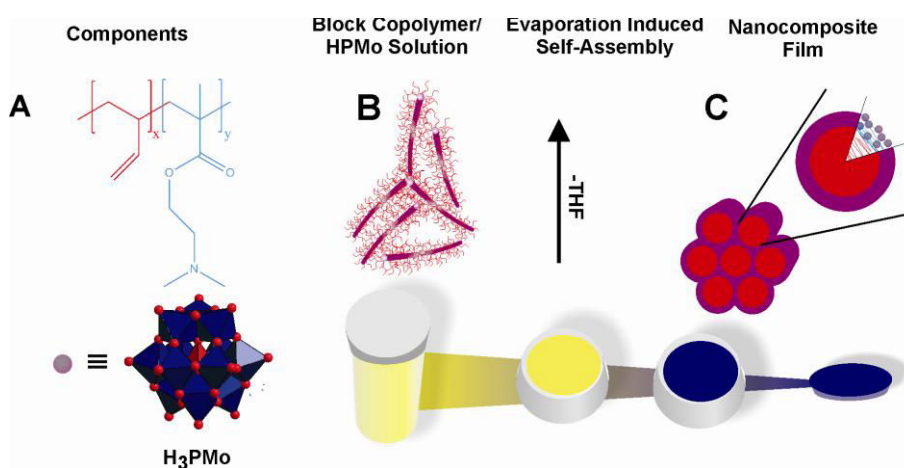 Components
Block Copolymer/
HPMo Solution
Evaporation Induced
Self-Assembly
Nanocomposite
Film
A
x
y
O
O
N
≡
H₃PMo
B
-THF
C